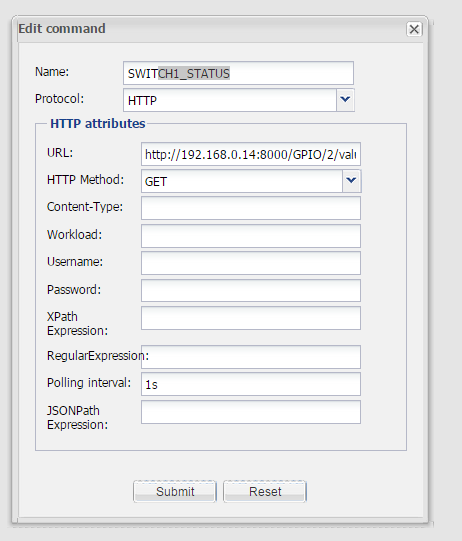 Edit command
Name: SWITCH1_STATUS
Protocol: HTTP
HTTP attributes
URL: http://192.168.0.14:8000/GPIO/2/valu
HTTP Method: GET
Content-Type:
Workload:
Username:
Password:
XPath
Expression:
RegularExpression:
Polling interval: 1s
JSONPath
Expression:
Submit Reset